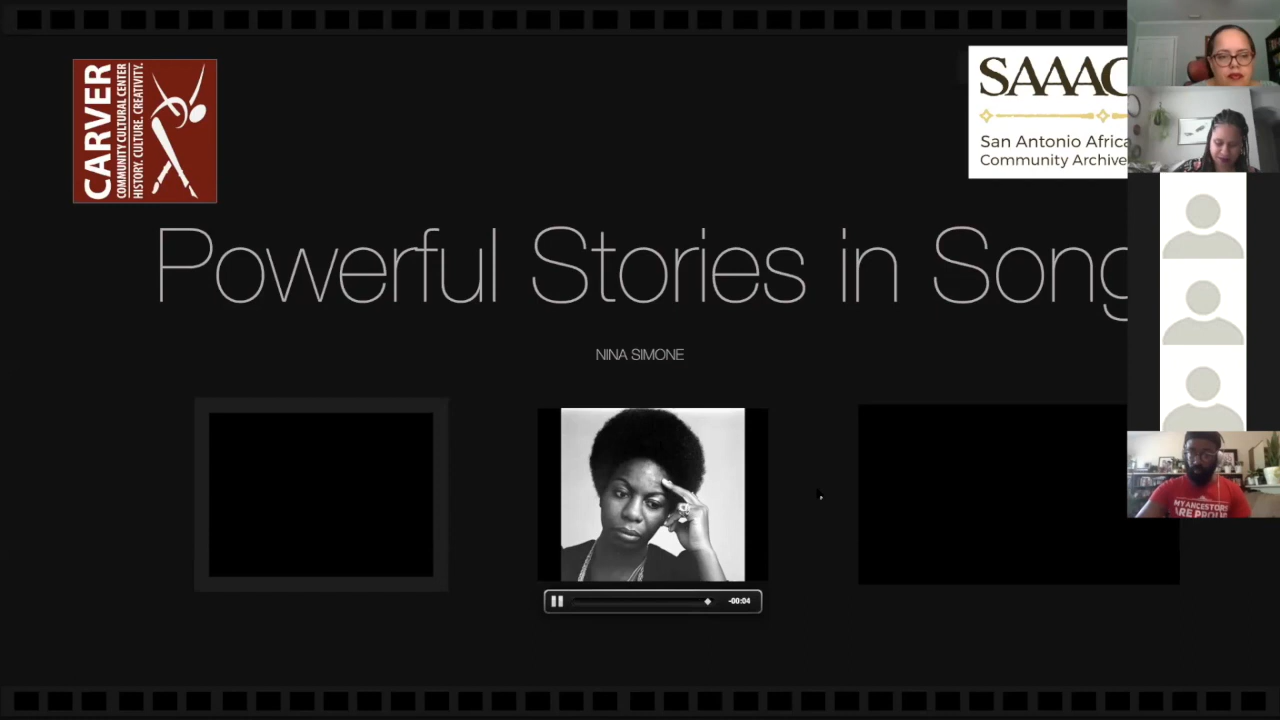 CARVER
COMMUNITY CULTURAL CENTER
HISTORY. CULTURE. CREATIVITY.
SAAAC
San Antonio Africa
Community Archive
Powerful Stories in Song
NINA SIMONE
-00:04
MY ANCESTORS
ARE PROUD